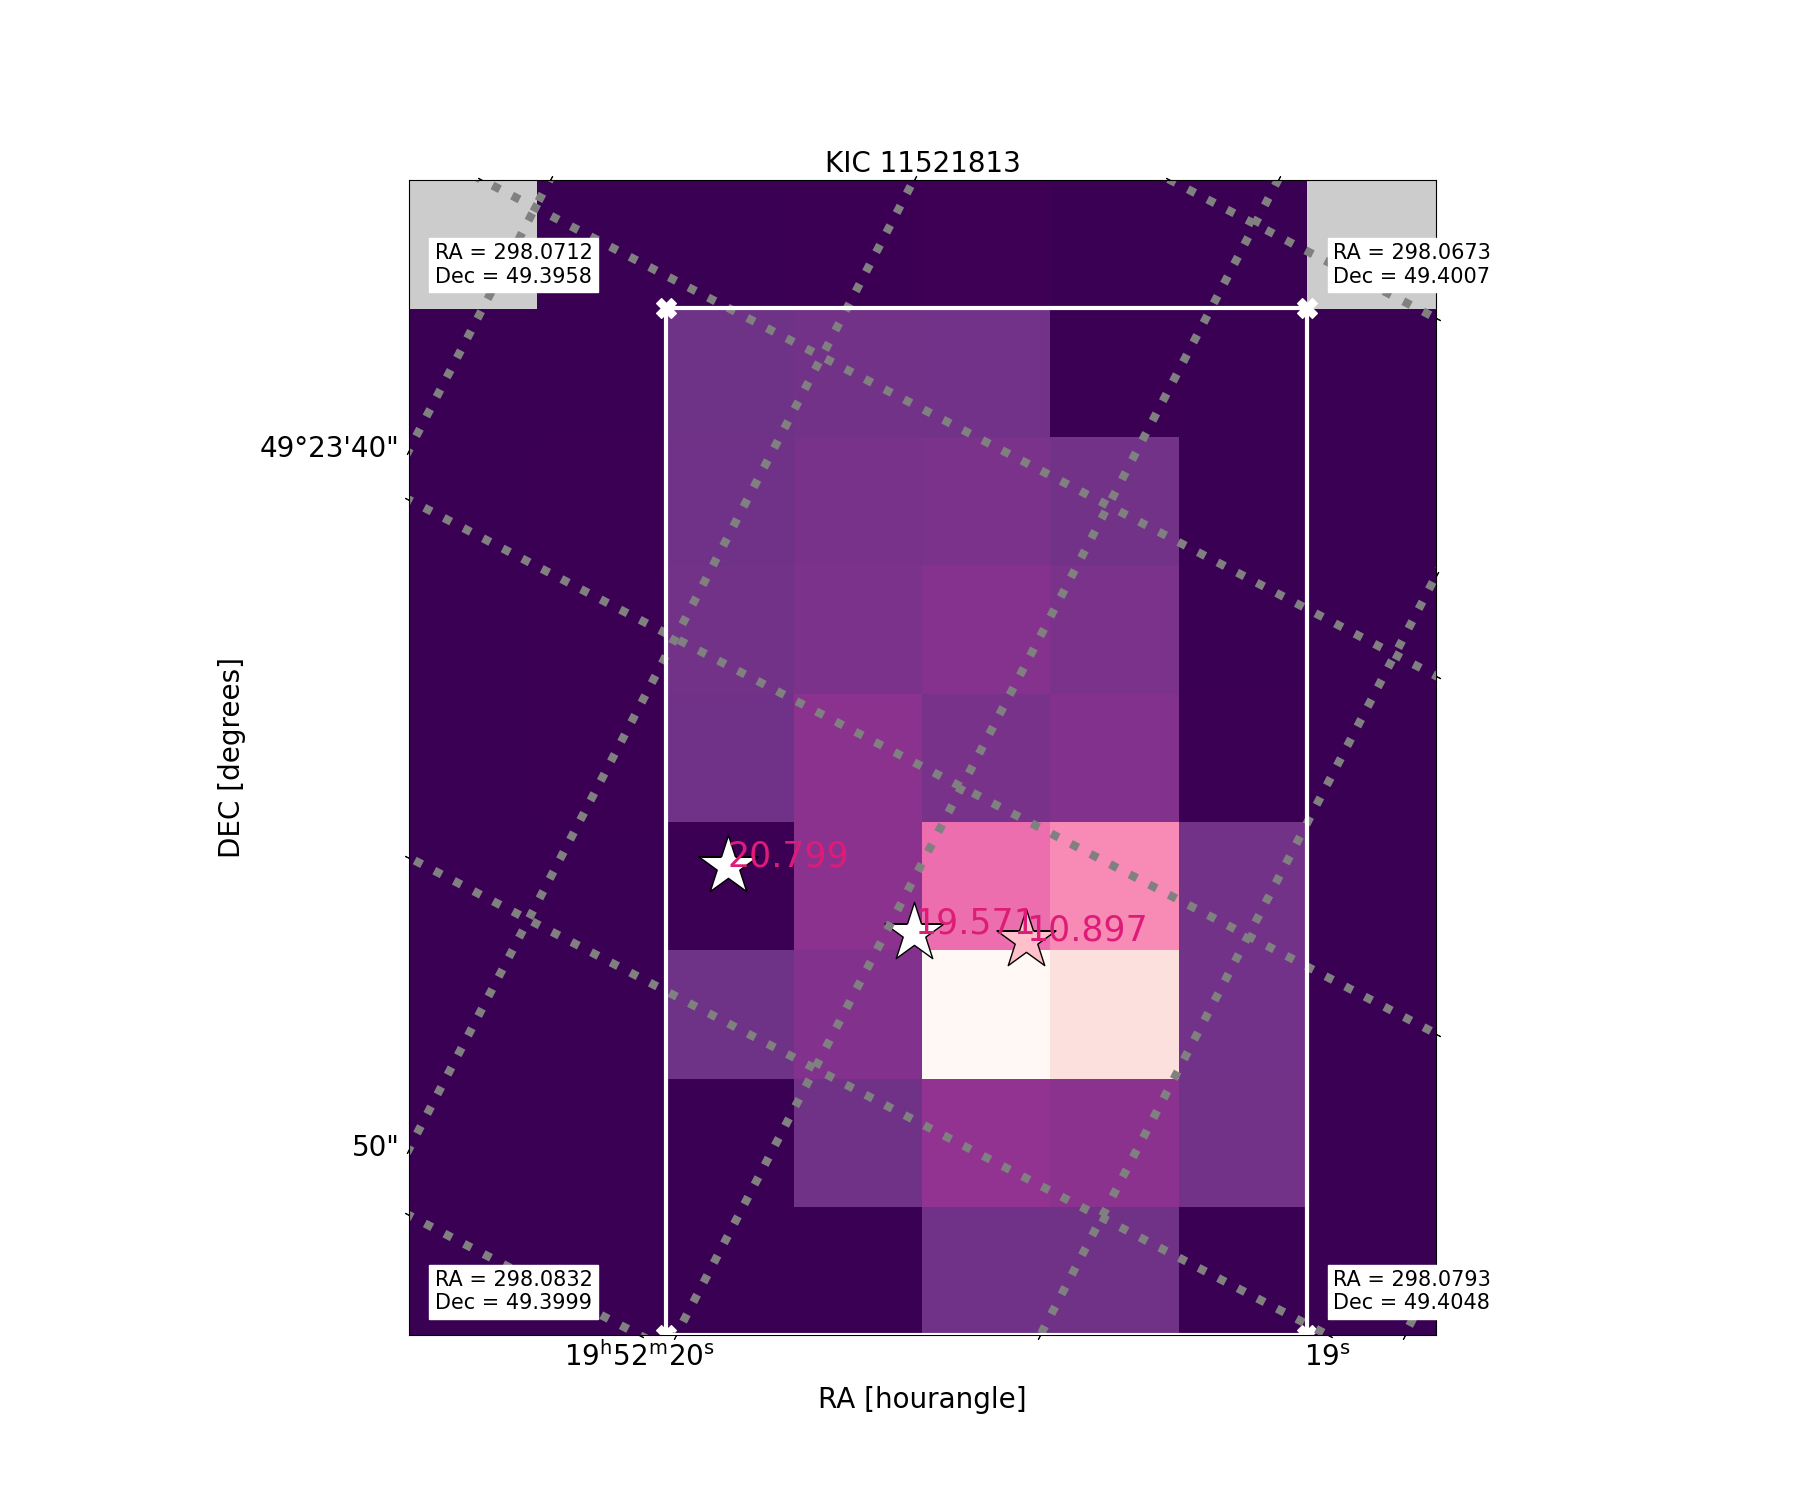 KIC 11521813
RA = 298.0712
Dec = 49.3958
RA = 298.0673
Dec = 49.4007
49°23'40"
DEC [degrees]
20.799
19.571
10.897
50"
RA = 298.0832
Dec = 49.3999
RA = 298.0793
Dec = 49.4048
19h52m20s
19s
RA [hourangle]